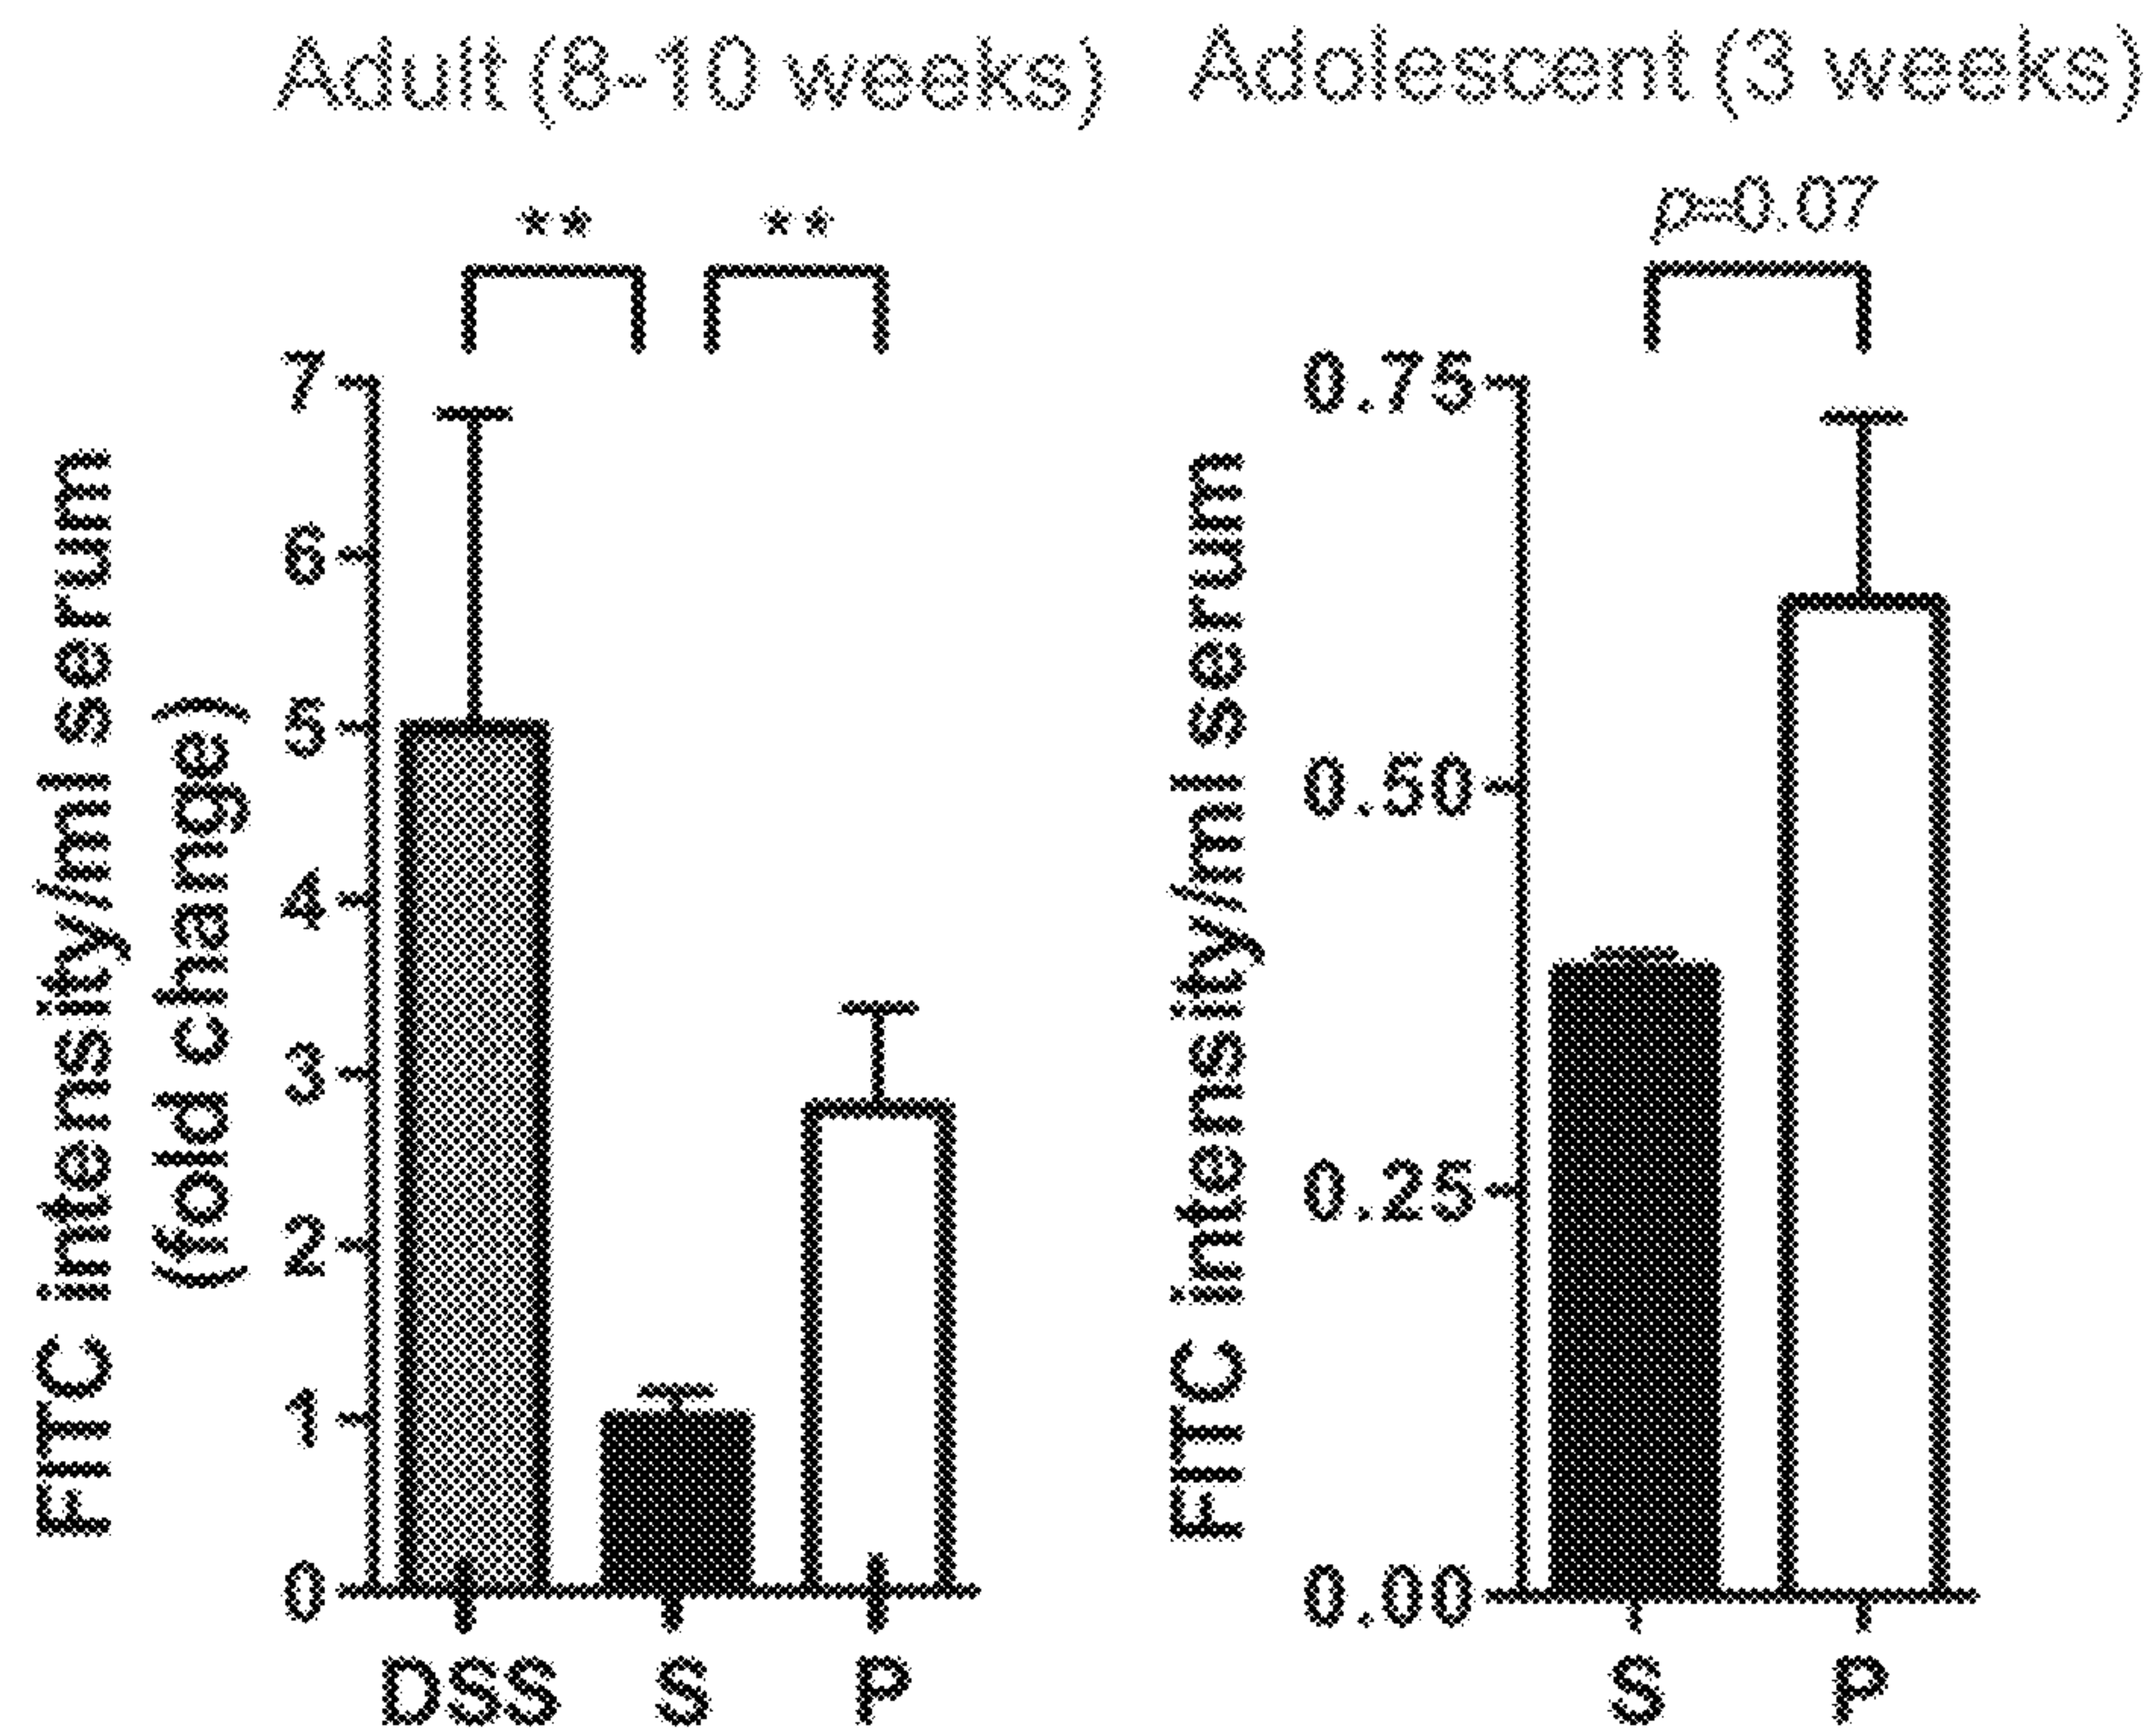 Adult (8-10 weeks)
** **
FITC intensity/ml serum
(fold change)
7
6
5
4
3
2
1
0
DSS S P
Adolescent (3 weeks)
p=0.07
FITC intensity/ml serum
0.75
0.50
0.25
0.00
S P